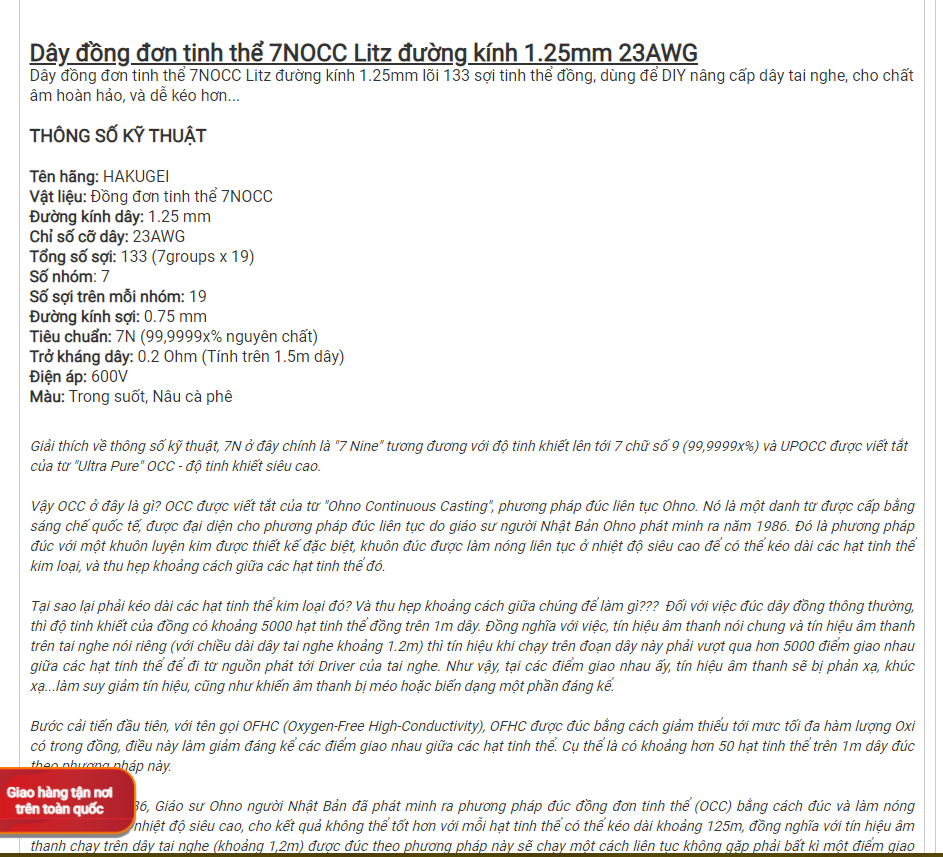 Dây đồng đơn tinh thể 7NOCC Litz đường kính 1.25mm 23AWG
Dây đồng đơn tinh thể 7NOCC Litz đường kính 1.25mm lõi 133 sợi tinh thể đồng, dùng để DIY nâng cấp dây tai nghe, cho chất
âm hoàn hảo, và dễ kéo hơn...
THÔNG SỐ KỸ THUẬT
Tên hãng: HAKUGEI
Vật liệu: Đồng đơn tinh thể 7NOCC
Đường kính dây: 1.25 mm
Chỉ số cỡ dây: 23AWG
Tổng số sợi: 133 (7groups x 19)
Số nhóm: 7
Số sợi trên mỗi nhóm: 19
Đường kính sợi: 0.75 mm
Tiêu chuẩn: 7N (99,9999x% nguyên chất)
Trở kháng dây: 0.2 Ohm (Tính trên 1.5m dây)
Điện áp: 600V
Màu: Trong suốt, Nâu cà phê
Giải thích về thông số kỹ thuật, 7N ở đây chính là "7 Nine" tương đương với độ tinh khiết lên tới 7 chữ số 9 (99,9999x%) và UPOCC được viết tắt
của từ "Ultra Pure" OCC - độ tinh khiết siêu cao.
Vậy OCC ở đây là gì? OCC được viết tắt của từ "Ohno Continuous Casting", phương pháp đúc liên tục Ohno. Nó là một danh từ được cấp bằng
sáng chế quốc tế, được đại diện cho phương pháp đúc liên tục do giáo sư người Nhật Bản Ohno phát minh ra năm 1986. Đó là phương pháp
đúc với một khuôn luyện kim được thiết kế đặc biệt, khuôn đúc được làm nóng liên tục ở nhiệt độ siêu cao để có thể kéo dài các hạt tinh thể
kim loại, và thu hẹp khoảng cách giữa các hạt tinh thể đó.
Tại sao lại phải kéo dài các hạt tinh thể kim loại đó? Và thu hẹp khoảng cách giữa chúng để làm gì??? Đối với việc đúc dây đồng thông thường,
thì độ tinh khiết của đồng có khoảng 5000 hạt tinh thể đồng trên 1m dây. Đồng nghĩa với việc, tín hiệu âm thanh nói chung và tín hiệu âm thanh
trên tai nghe nói riêng (với chiều dài dây tai nghe khoảng 1.2m) thì tín hiệu khi chạy trên đoạn dây này phải vượt qua hơn 5000 điểm giao nhau
giữa các hạt tinh thể để đi từ nguồn phát tới Driver của tai nghe. Như vậy, tại các điểm giao nhau ấy, tín hiệu âm thanh sẽ bị phản xạ, khúc
xạ...làm suy giảm tín hiệu, cũng như khiến âm thanh bị méo hoặc biến dạng một phần đáng kể.
Bước cải tiến đầu tiên, với tên gọi OFHC (Oxygen-Free High-Conductivity), OFHC được đúc bằng cách giảm thiểu tới mức tối đa hàm lượng Oxi
có trong đồng, điều này làm giảm đáng kể các điểm giao nhau giữa các hạt tinh thể. Cụ thể là có khoảng hơn 50 hạt tinh thể trên 1m dây đúc
theo phương pháp này.
Giao hàng tận nơi
trên toàn quốc
36, Giáo sư Ohno người Nhật Bản đã phát minh ra phương pháp đúc đồng đơn tinh thể (OCC) bằng cách đúc và làm nóng
nhiệt độ siêu cao, cho kết quả không thể tốt hơn với mỗi hạt tinh thể có thể kéo dài khoảng 125m, đồng nghĩa với tín hiệu âm
thanh chạy trên dây tai nghe (khoảng 1,2m) được đúc theo phương pháp này sẽ chạy một cách liên tục không gặp phải bất kì một điểm giao